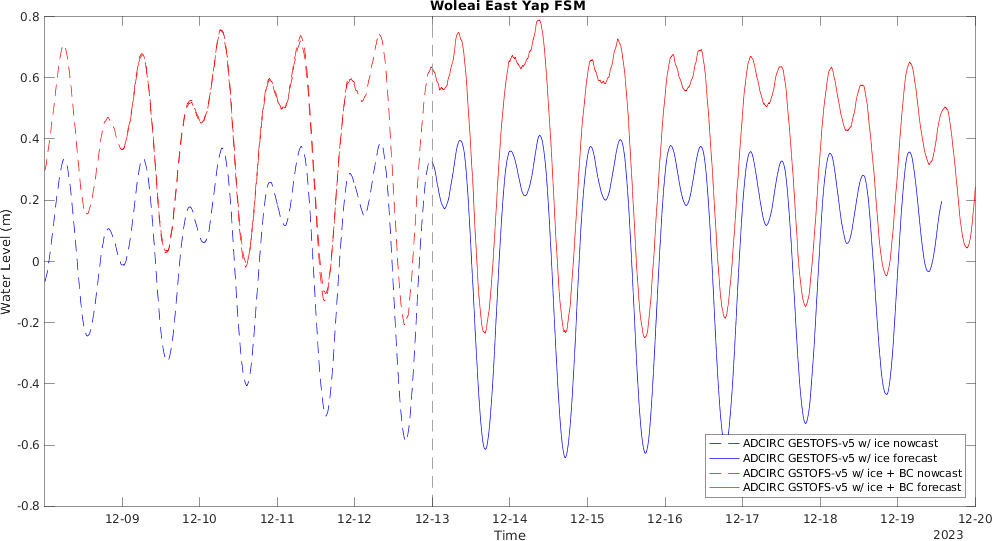 Woleai East Yap FSM
0.8
0.6
0.4
0.2
0
-0.2
-0.4
-0.6
-0.8
Water Level (m)
ADCIRC GESTOFS-v5 w/ ice nowcast
ADCIRC GESTOFS-v5 w/ ice forecast
ADCIRC GSTOFS-v5 w/ ice + BC nowcast
ADCIRC GSTOFS-v5 w/ ice + BC forecast
12-09 12-10 12-11 12-12 12-13 12-14 12-15 12-16 12-17 12-18 12-19 12-20
Time
2023